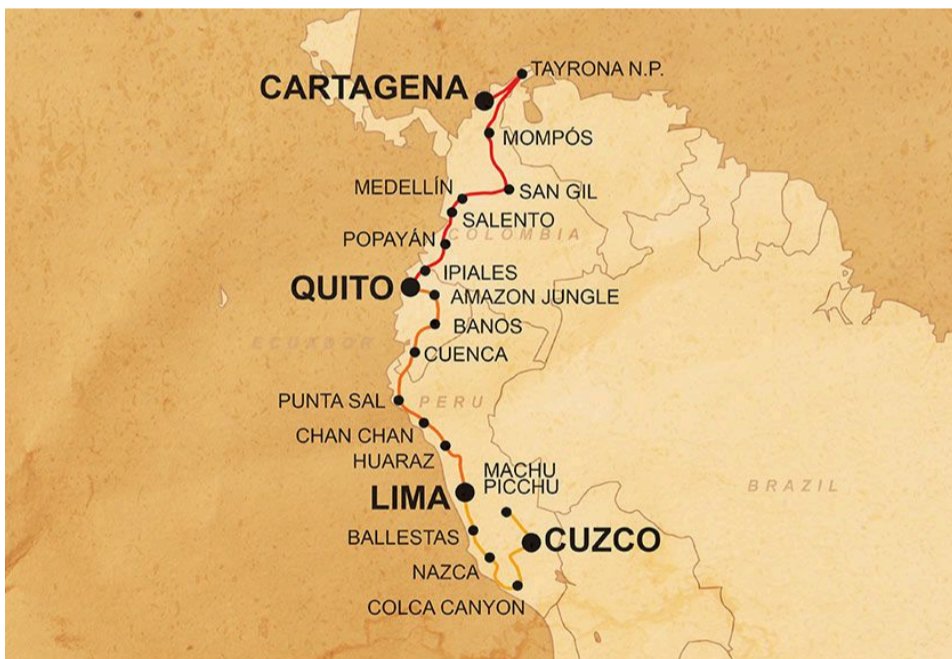 TAYRONA N.P.
CARTAGENA
MOMPÓS
MEDELLÍN
SAN GIL
SALENTO
POPAYÁN
COLOMBIA
IPIALES
QUITO
AMAZON JUNGLE
BANOS
ECUADOR
CUENCA
PUNTA SAL
PERU
CHAN CHAN
HUARAZ
MACHU
PICCHU
LIMA
BRAZIL
BALLESTAS
CUZCO
NAZCA
COLCA CANYON